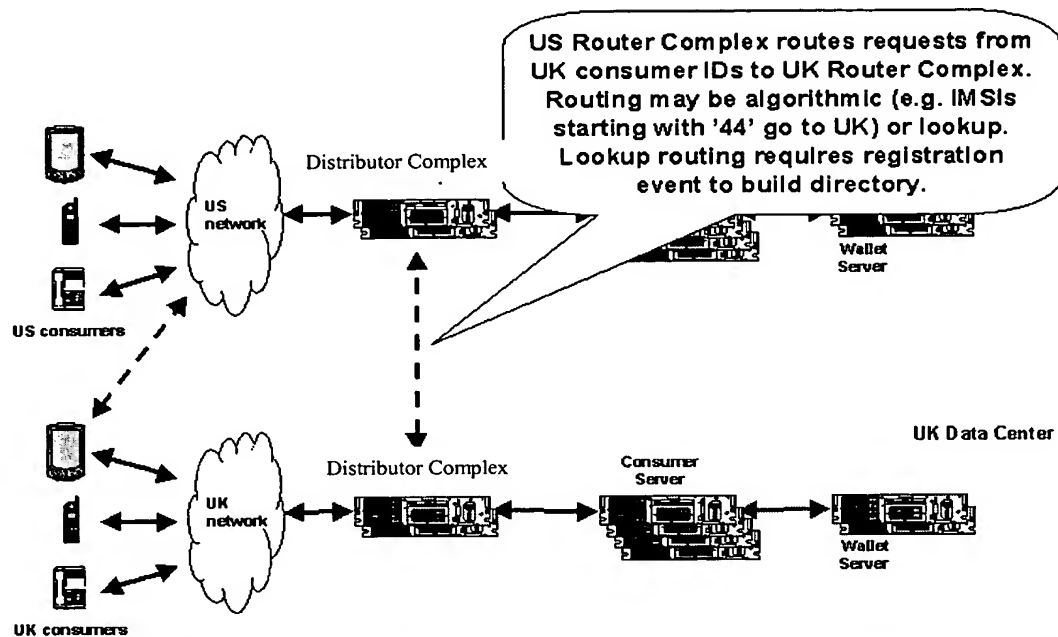 US Router Complex routes requests from
UK consumer IDs to UK Router Complex.
Routing may be algorithmic (e.g. IMSIs
starting with '44' go to UK) or lookup.
Lookup routing requires registration
event to build directory.
Distributor Complex
US
network
Wallet
Server
US consumers
UK Data Center
Distributor Complex
Consumer
Server
UK
network
Wallet
Server
UK consumers